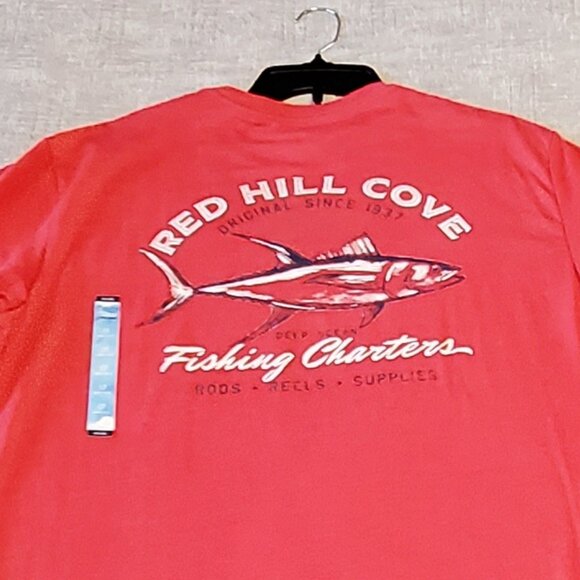 RED HILL COVE
ORIGINAL SINCE 1937
DEEP OCEAN
Fishing Charters
RODS • REELS • SUPPLIES